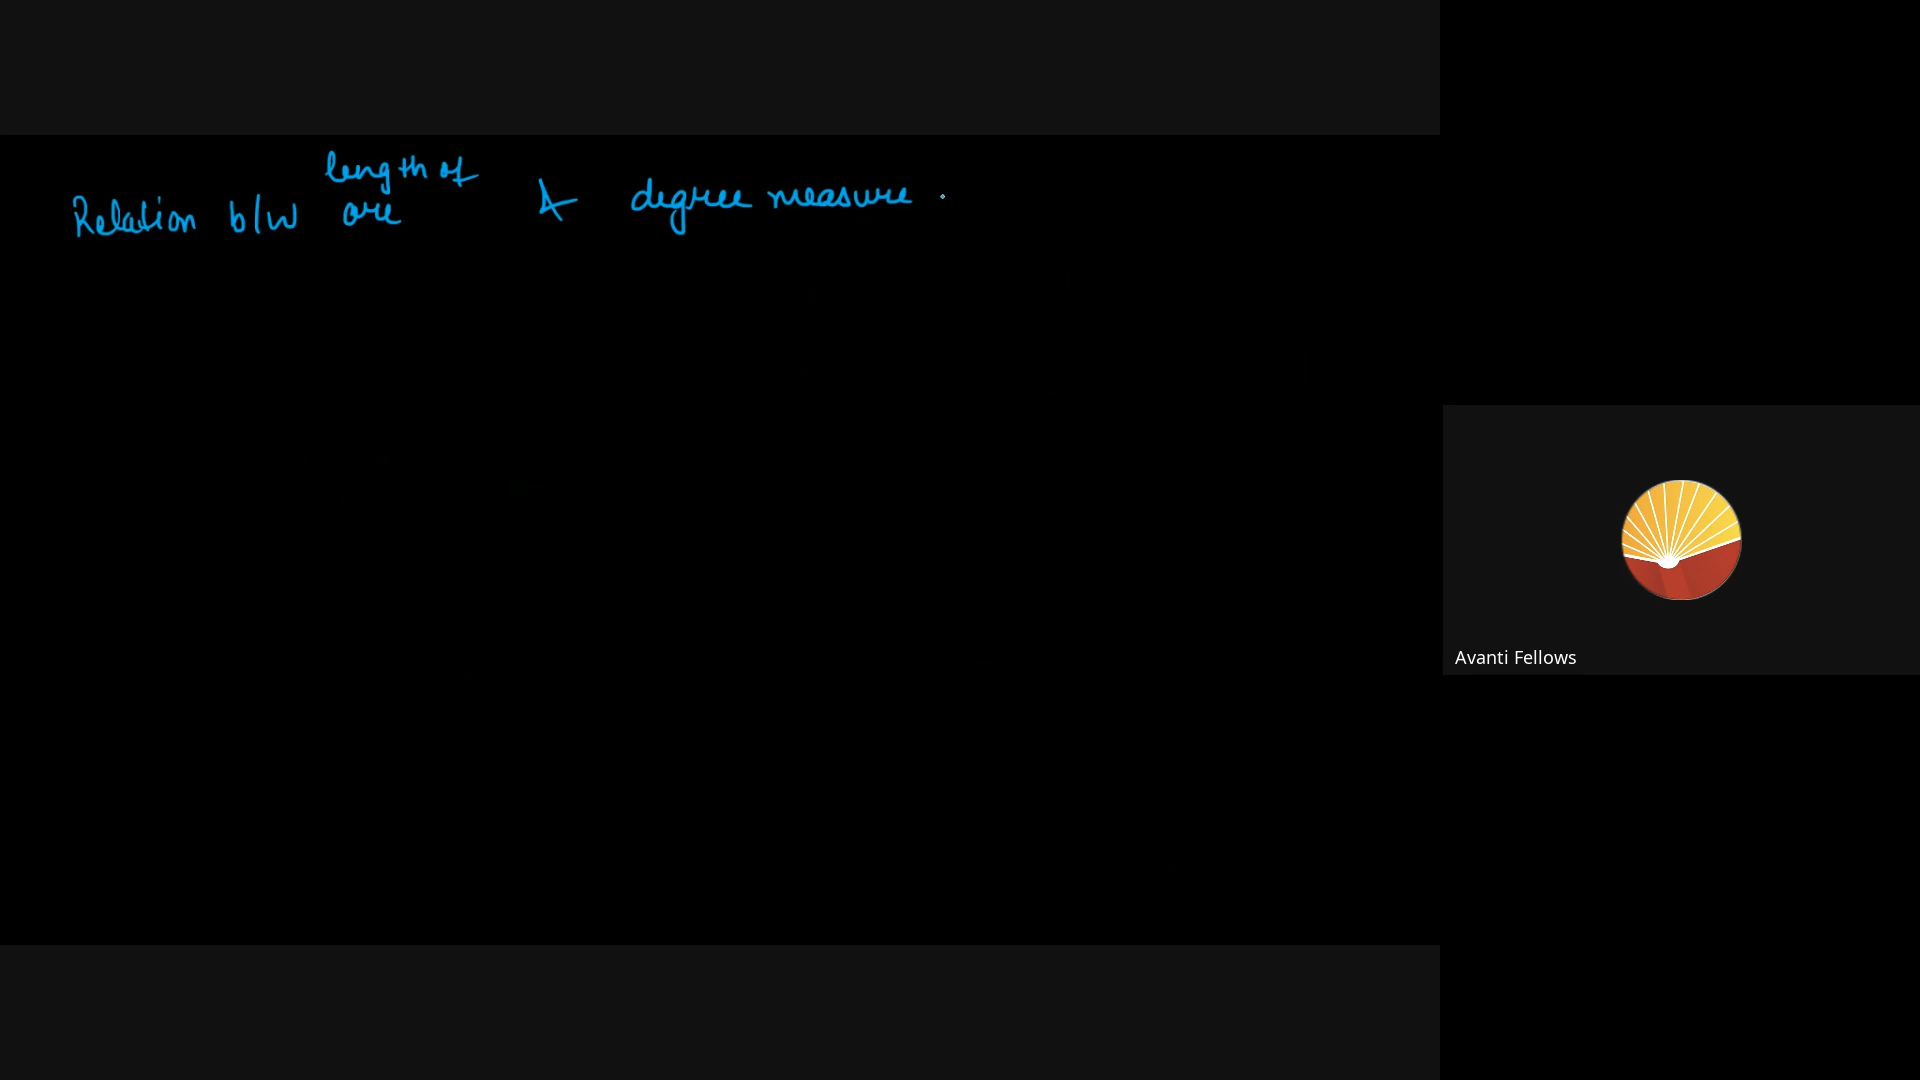 length of
Relation b/w arc & degree measure .
Avanti Fellows